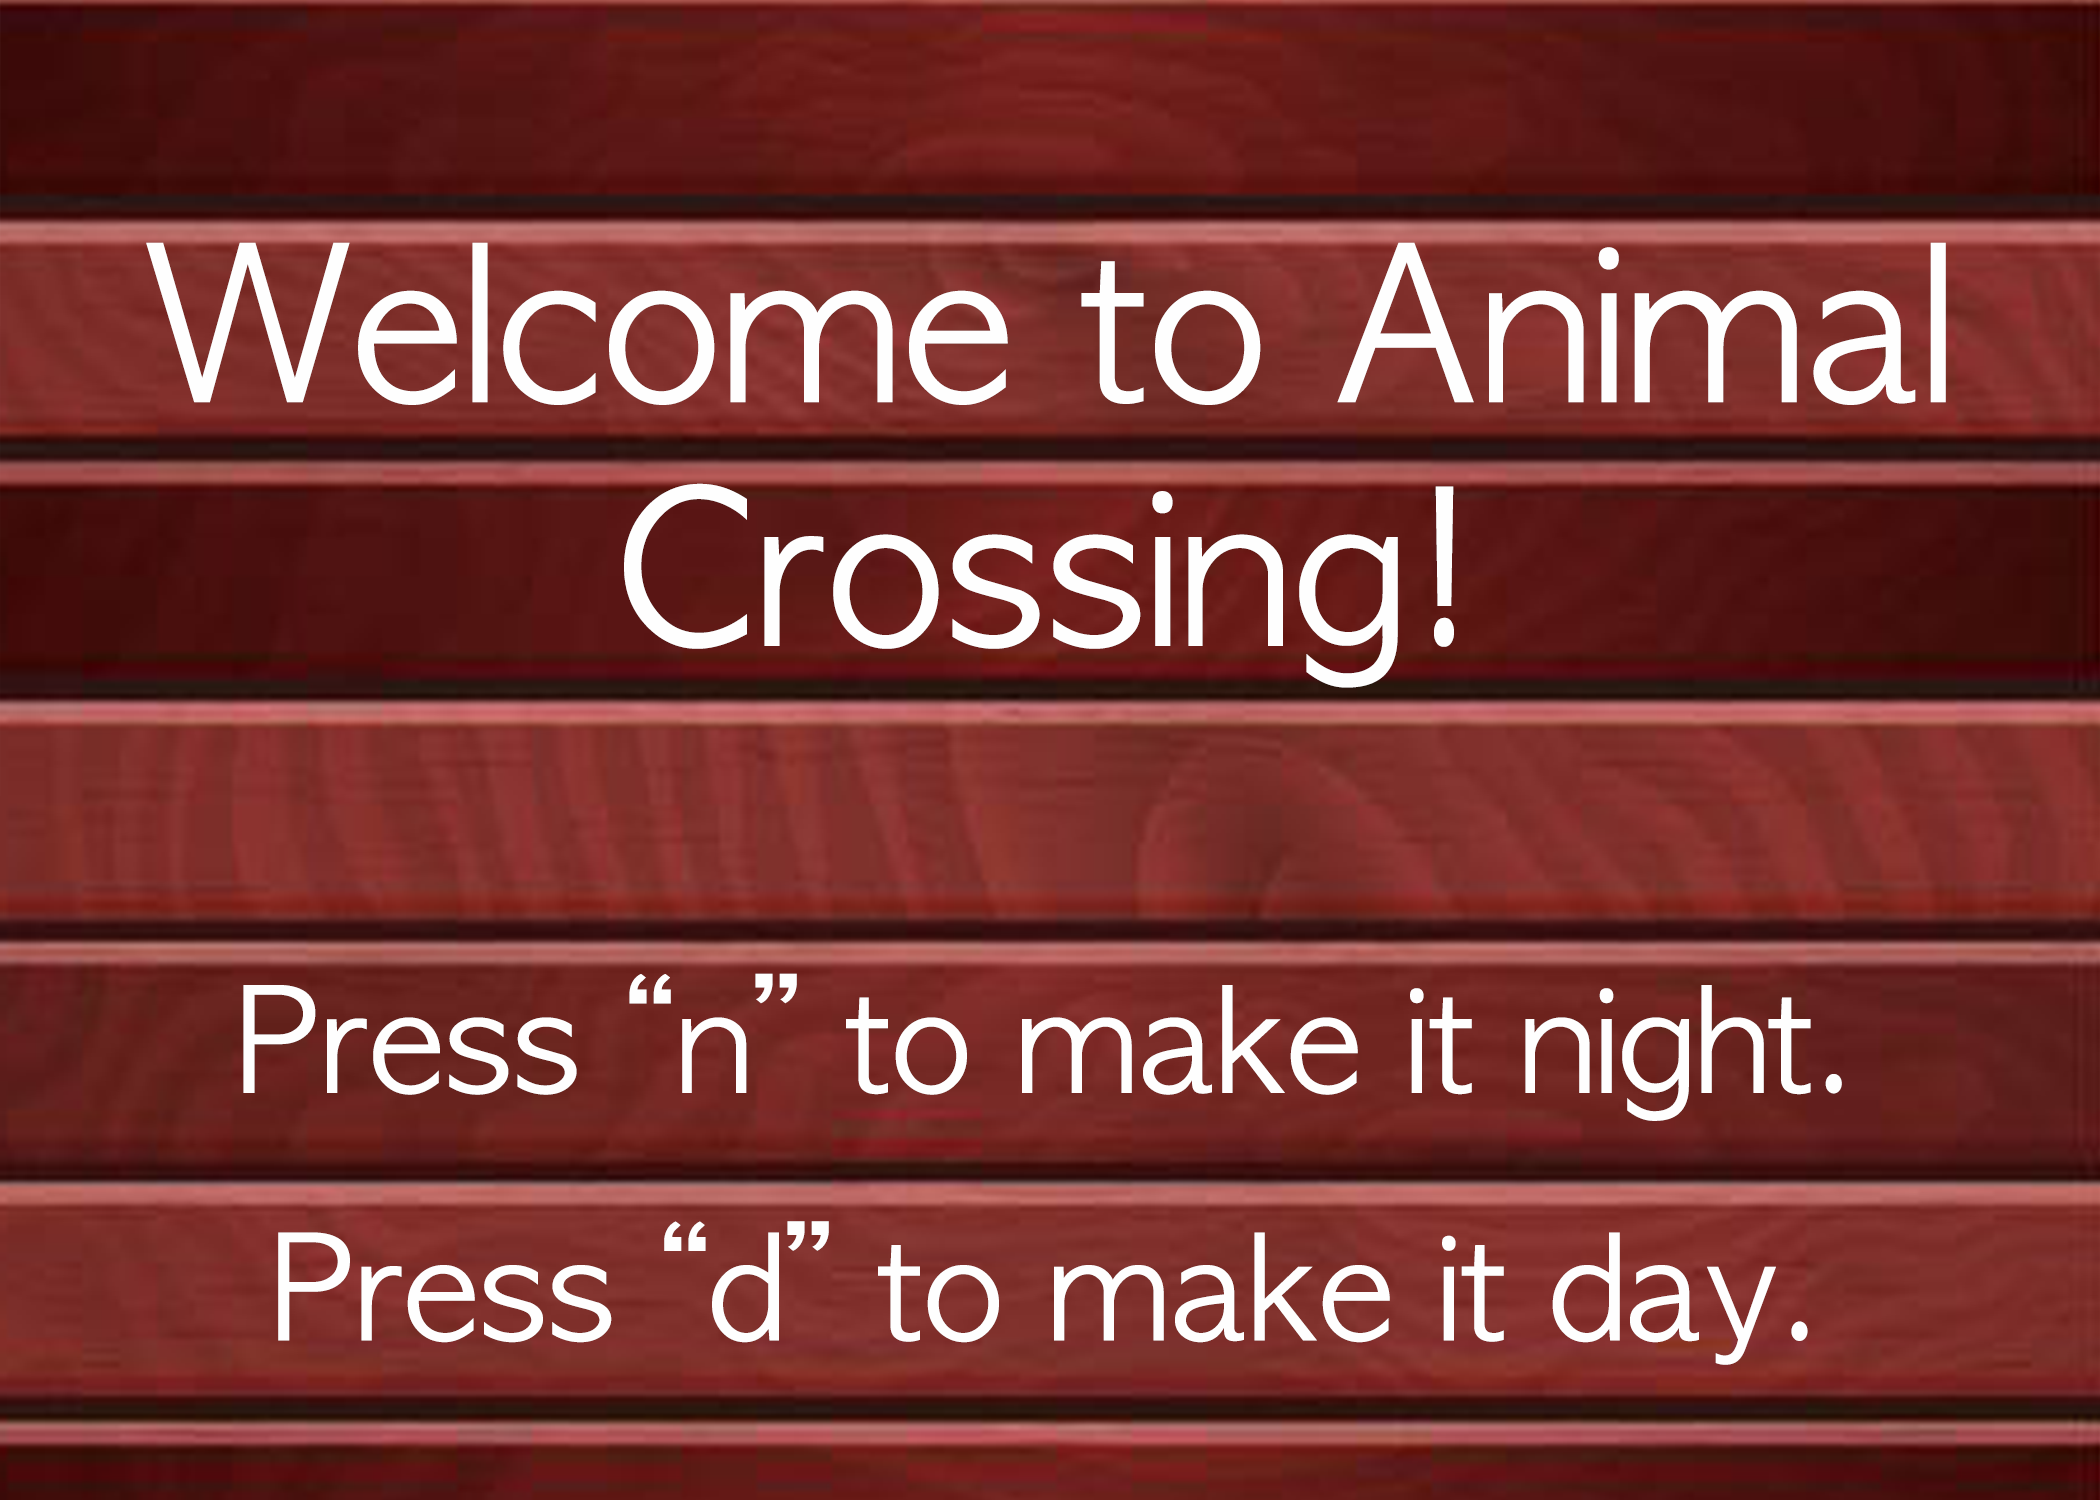 Welcome to Animal
Crossing!
Press “n” to make it night.
Press “d” to make it day.